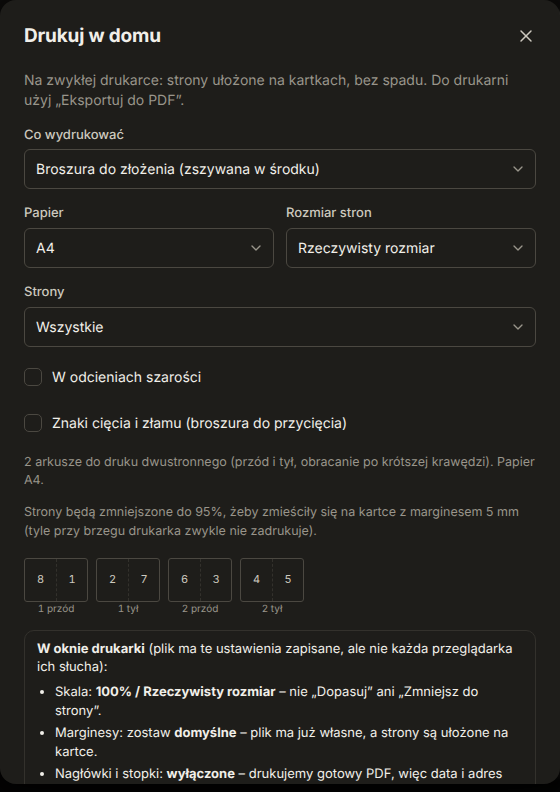 Drukuj w domu
Na zwykłej drukarce: strony ułożone na kartkach, bez spadu. Do drukarni
użyj „Eksportuj do PDF”.
Co wydrukować
Broszura do złożenia (zszywana w środku)
Papier
Rozmiar stron
A4
Rzeczywisty rozmiar
Strony
Wszystkie
W odcieniach szarości
Znaki cięcia i złamu (broszura do przycięcia)
2 arkusze do druku dwustronnego (przód i tył, obracanie po krótszej krawędzi). Papier
A4.
Strony będą zmniejszone do 95%, żeby zmieściły się na kartce z marginesem 5 mm
(tyle przy brzegu drukarka zwykle nie zadrukuje).
8 1 2 7 6 3 4 5
1 przód 1 tył 2 przód 2 tył
W oknie drukarki (plik ma te ustawienia zapisane, ale nie każda przeglądarka
ich słucha):
• Skala: 100% / Rzeczywisty rozmiar – nie „Dopasuj” ani „Zmniejsz do
strony”.
• Marginesy: zostaw domyślne – plik ma już własne, a strony są ułożone na
kartce.
• Nagłówki i stopki: wyłączone – drukujemy gotowy PDF, więc data i adres